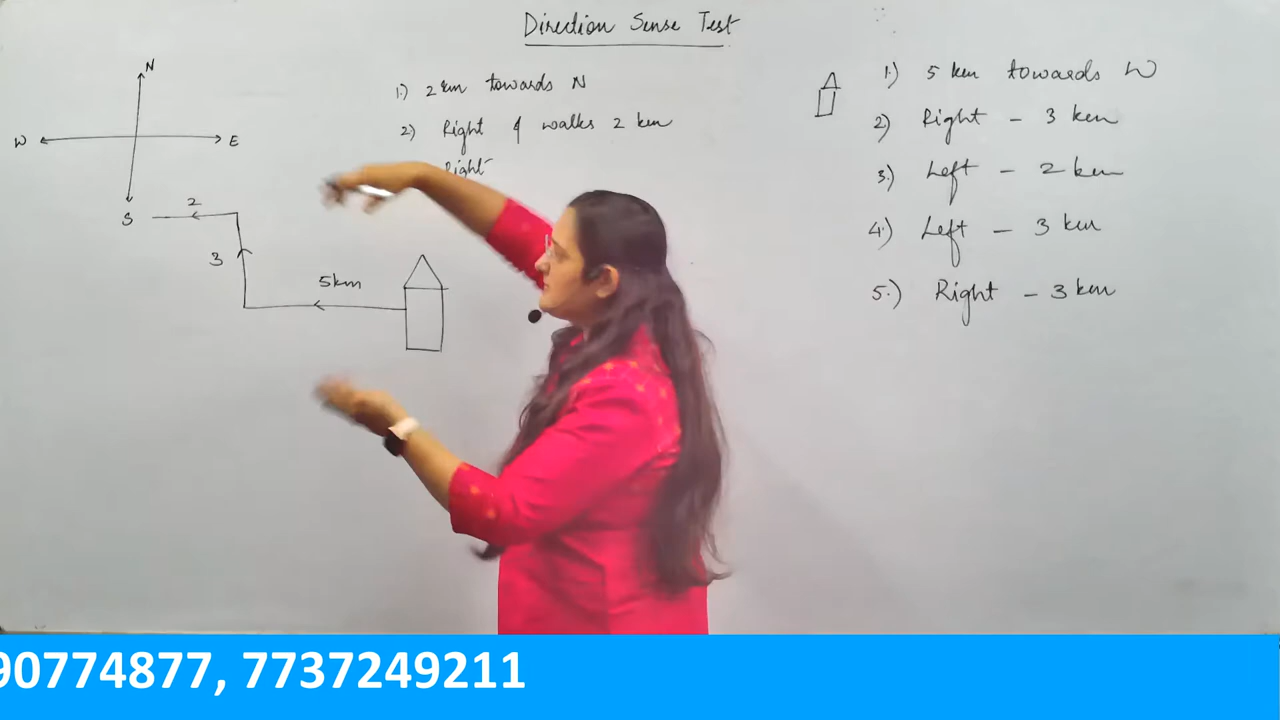 Direction Sense Test
N
W
E
S
2
3
5km
1.) 2 km towards N
2) Right & walks 2 km
Right
1.) 5 km towards W
2) Right - 3 km
3.) Left - 2 km
4.) Left - 3 km
5.) Right - 3 km
90774877, 7737249211